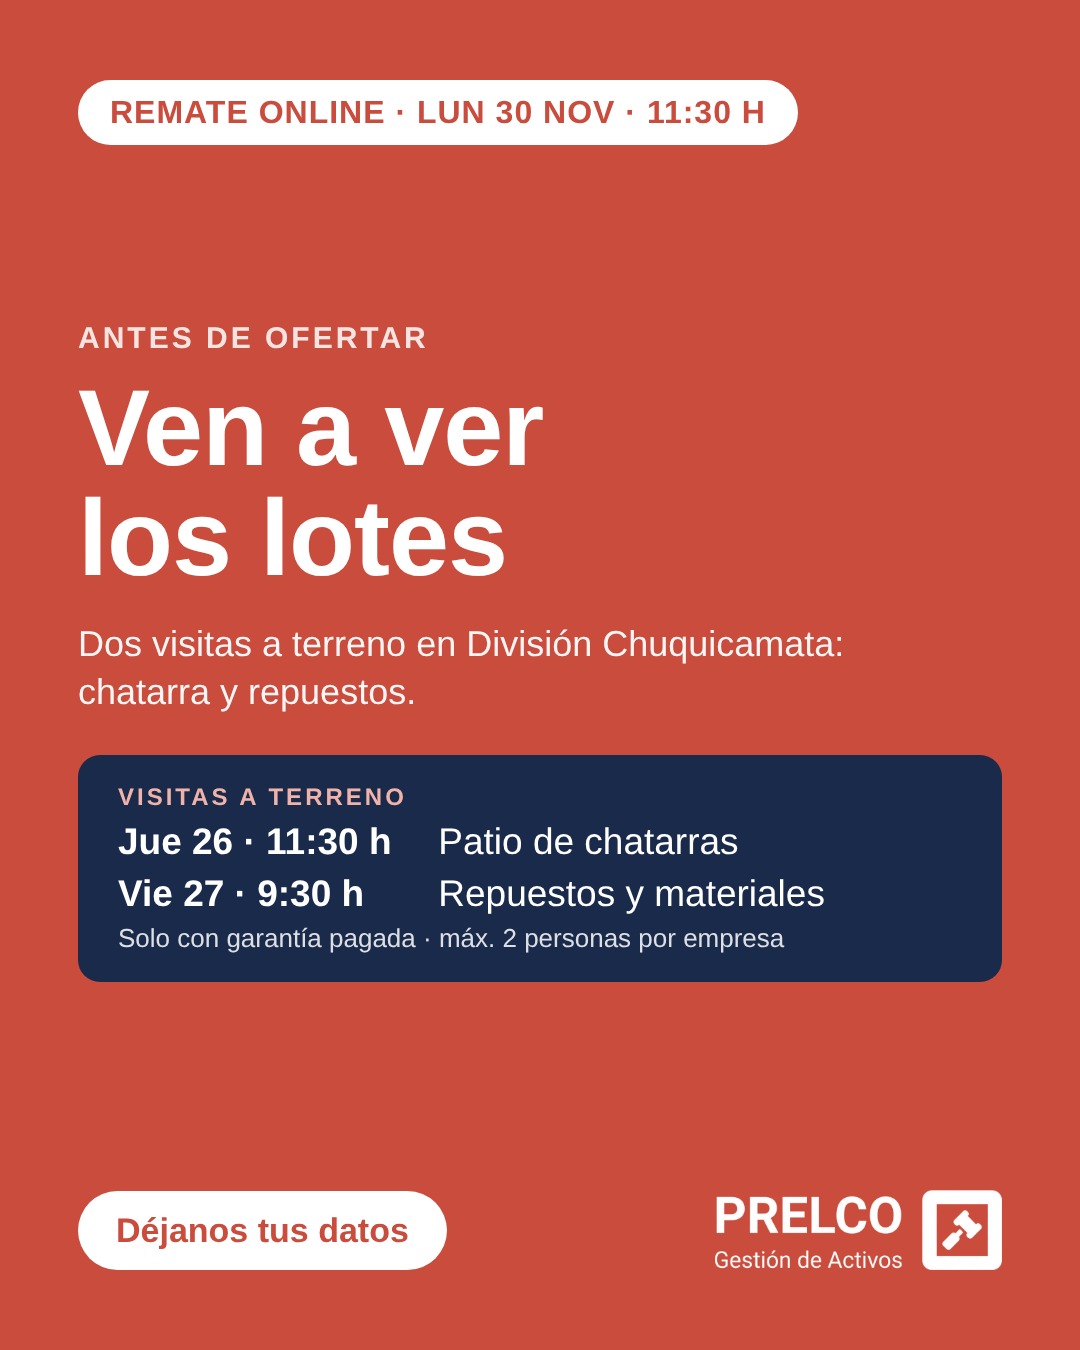 REMATE ONLINE · LUN 30 NOV · 11:30 H
ANTES DE OFERTAR
Ven a ver
los lotes
Dos visitas a terreno en División Chuquicamata:
chatarra y repuestos.
VISITAS A TERRENO
Jue 26 · 11:30 h Patio de chatarras
Vie 27 · 9:30 h Repuestos y materiales
Solo con garantía pagada · máx. 2 personas por empresa
Déjanos tus datos
PRELCO
Gestión de Activos